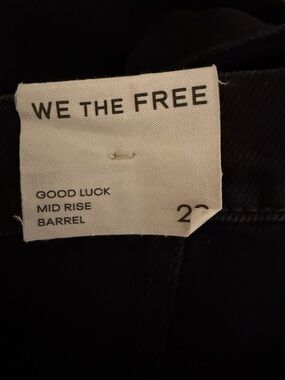 WE THE FREE
GOOD LUCK
MID RISE
BARREL